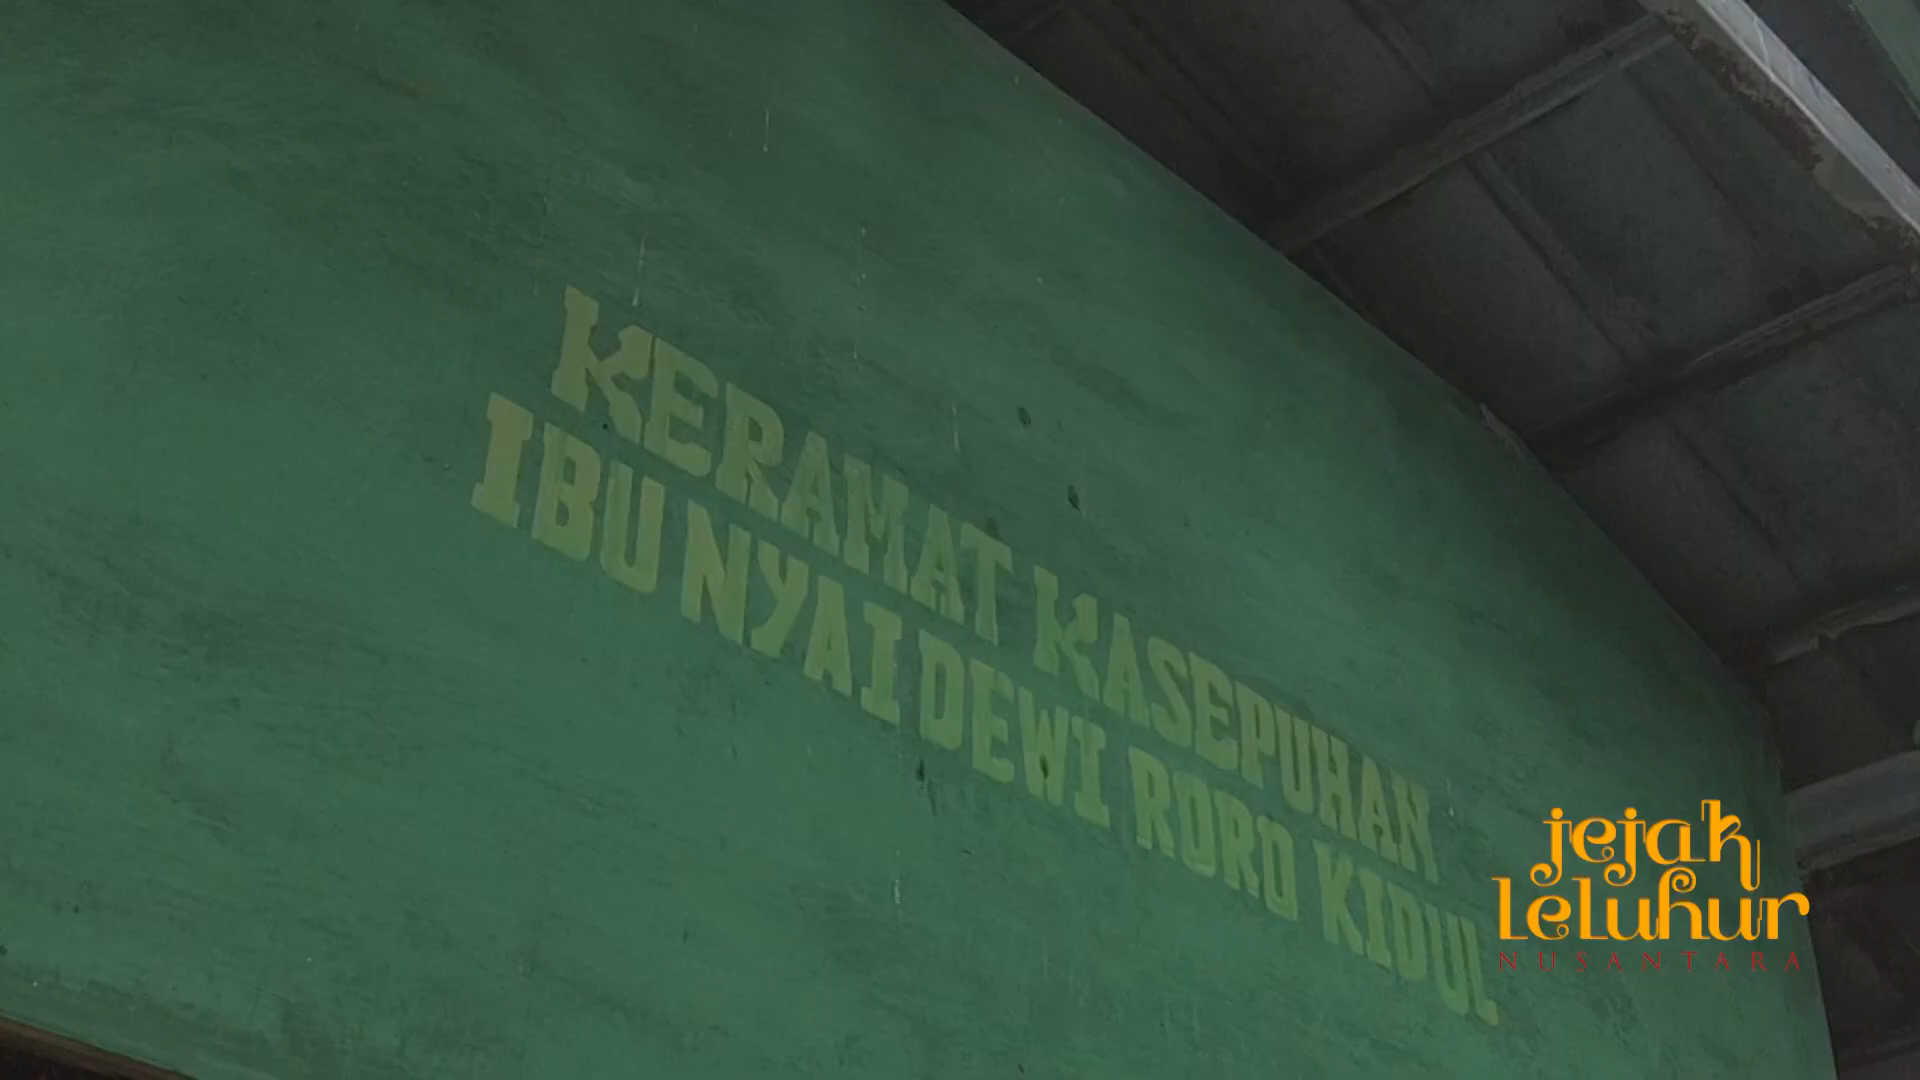 KERAMAT KASEPUHAN
IBU NYAI DEWI RORO KIDUL
jejak
leluhur
NUSANTARA